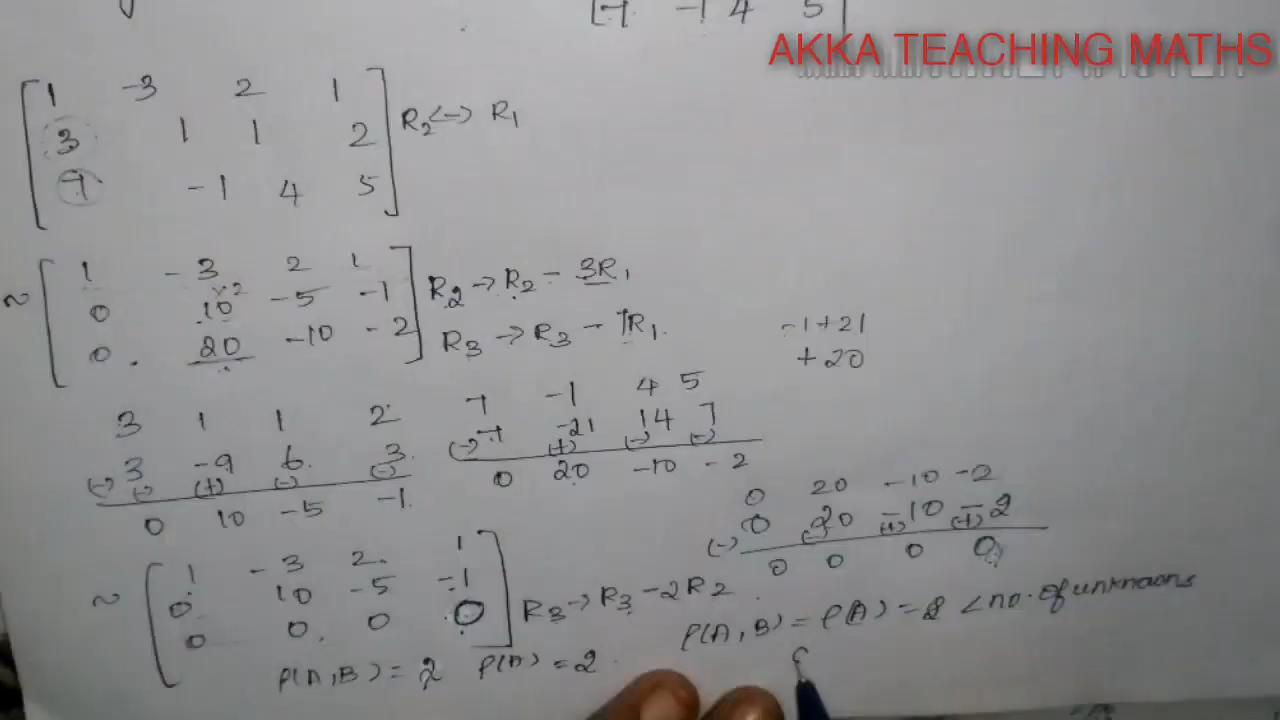 [7 -1 4 5]
AKKA TEACHING MATHS
[1 -3 2 1
3 1 1 2
7 -1 4 5] R2 <-> R1
~ [1 -3 2 1
0 10 ×2 -5 -1
0 20 -10 -2] R2 → R2 - 3R1
R3 → R3 - 7R1
-1+21
+20
3 1 1 2
(-) 3 (-) -9 (+) 6 (-) 3 (-)
0 10 -5 -1
7 -1 4 5
(-) 7 -21 (+) 14 (-) 7 (-)
0 20 -10 -2
0 20 -10 -2
(-) 0 20 (-) -10 (+) -2 (+)
0 0 0 0
~ [1 -3 2 1
0 10 -5 -1
0 0 0 0] R3 → R3 - 2R2
ρ(A,B) = 2 ρ(A) = 2
ρ(A,B) = ρ(A) = 2 < no. of unknowns